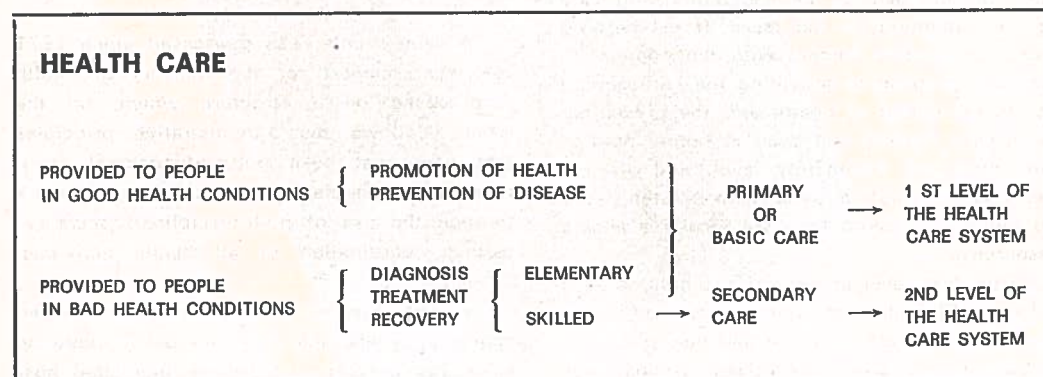 HEALTH CARE
PROVIDED TO PEOPLE
IN GOOD HEALTH CONDITIONS
PROMOTION OF HEALTH
PREVENTION OF DISEASE
PRIMARY
OR
BASIC CARE
1 ST LEVEL OF
THE HEALTH
CARE SYSTEM
PROVIDED TO PEOPLE
IN BAD HEALTH CONDITIONS
DIAGNOSIS
TREATMENT
RECOVERY
ELEMENTARY
SKILLED
SECONDARY
CARE
2ND LEVEL OF
THE HEALTH
CARE SYSTEM